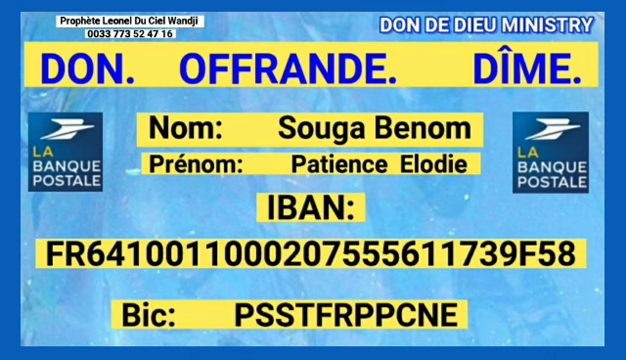 Prophète Leonel Du Ciel Wandji
0033 773 52 47 16
DON DE DIEU MINISTRY
DON. OFFRANDE. DÎME.
Nom: Souga Benom
Prénom: Patience Elodie
LA
BANQUE
POSTALE
LA
BANQUE
POSTALE
IBAN:
FR6410011000207555611739F58
Bic: PSSTFRPPCNE